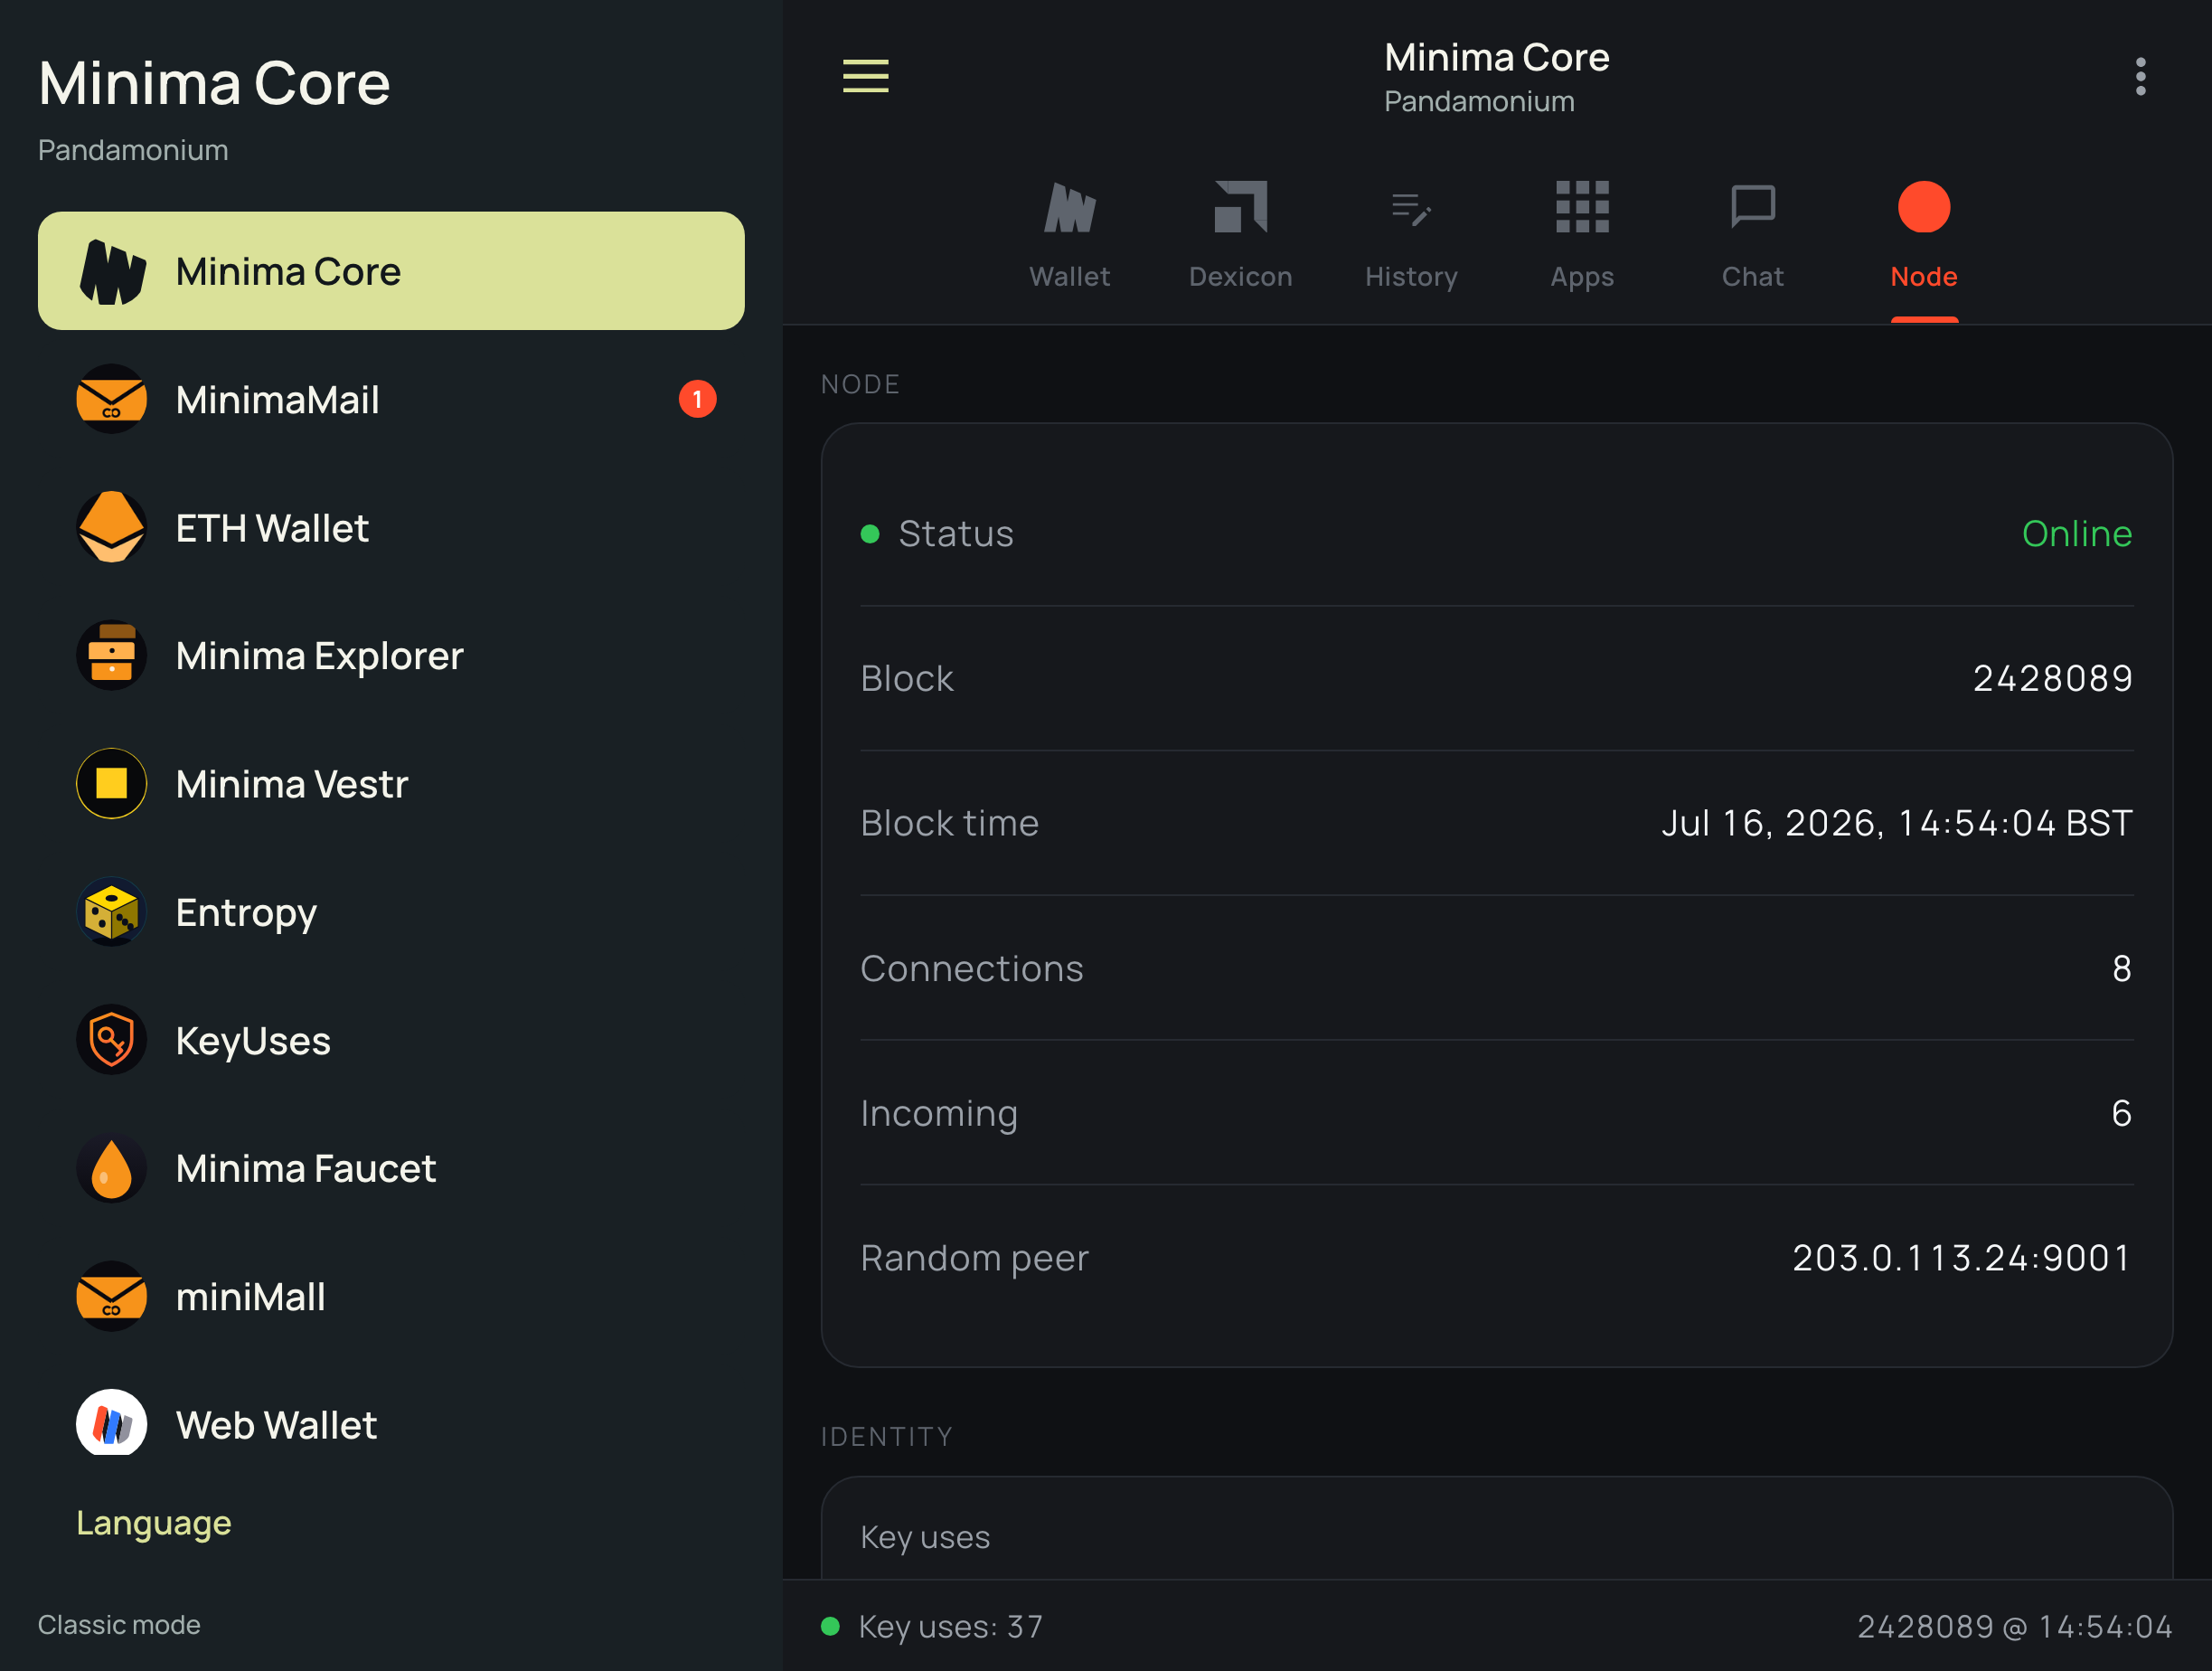 Minima Core
Pandamonium
Minima Core
MinimaMail
1
ETH Wallet
Minima Explorer
Minima Vestr
Entropy
KeyUses
Minima Faucet
miniMall
Web Wallet
Language
Classic mode
Minima Core
Pandamonium
Wallet
Dexicon
History
Apps
Chat
Node
NODE
Status Online
Block 2428089
Block time Jul 16, 2026, 14:54:04 BST
Connections 8
Incoming 6
Random peer 203.0.113.24:9001
IDENTITY
Key uses
Key uses: 37
2428089 @ 14:54:04